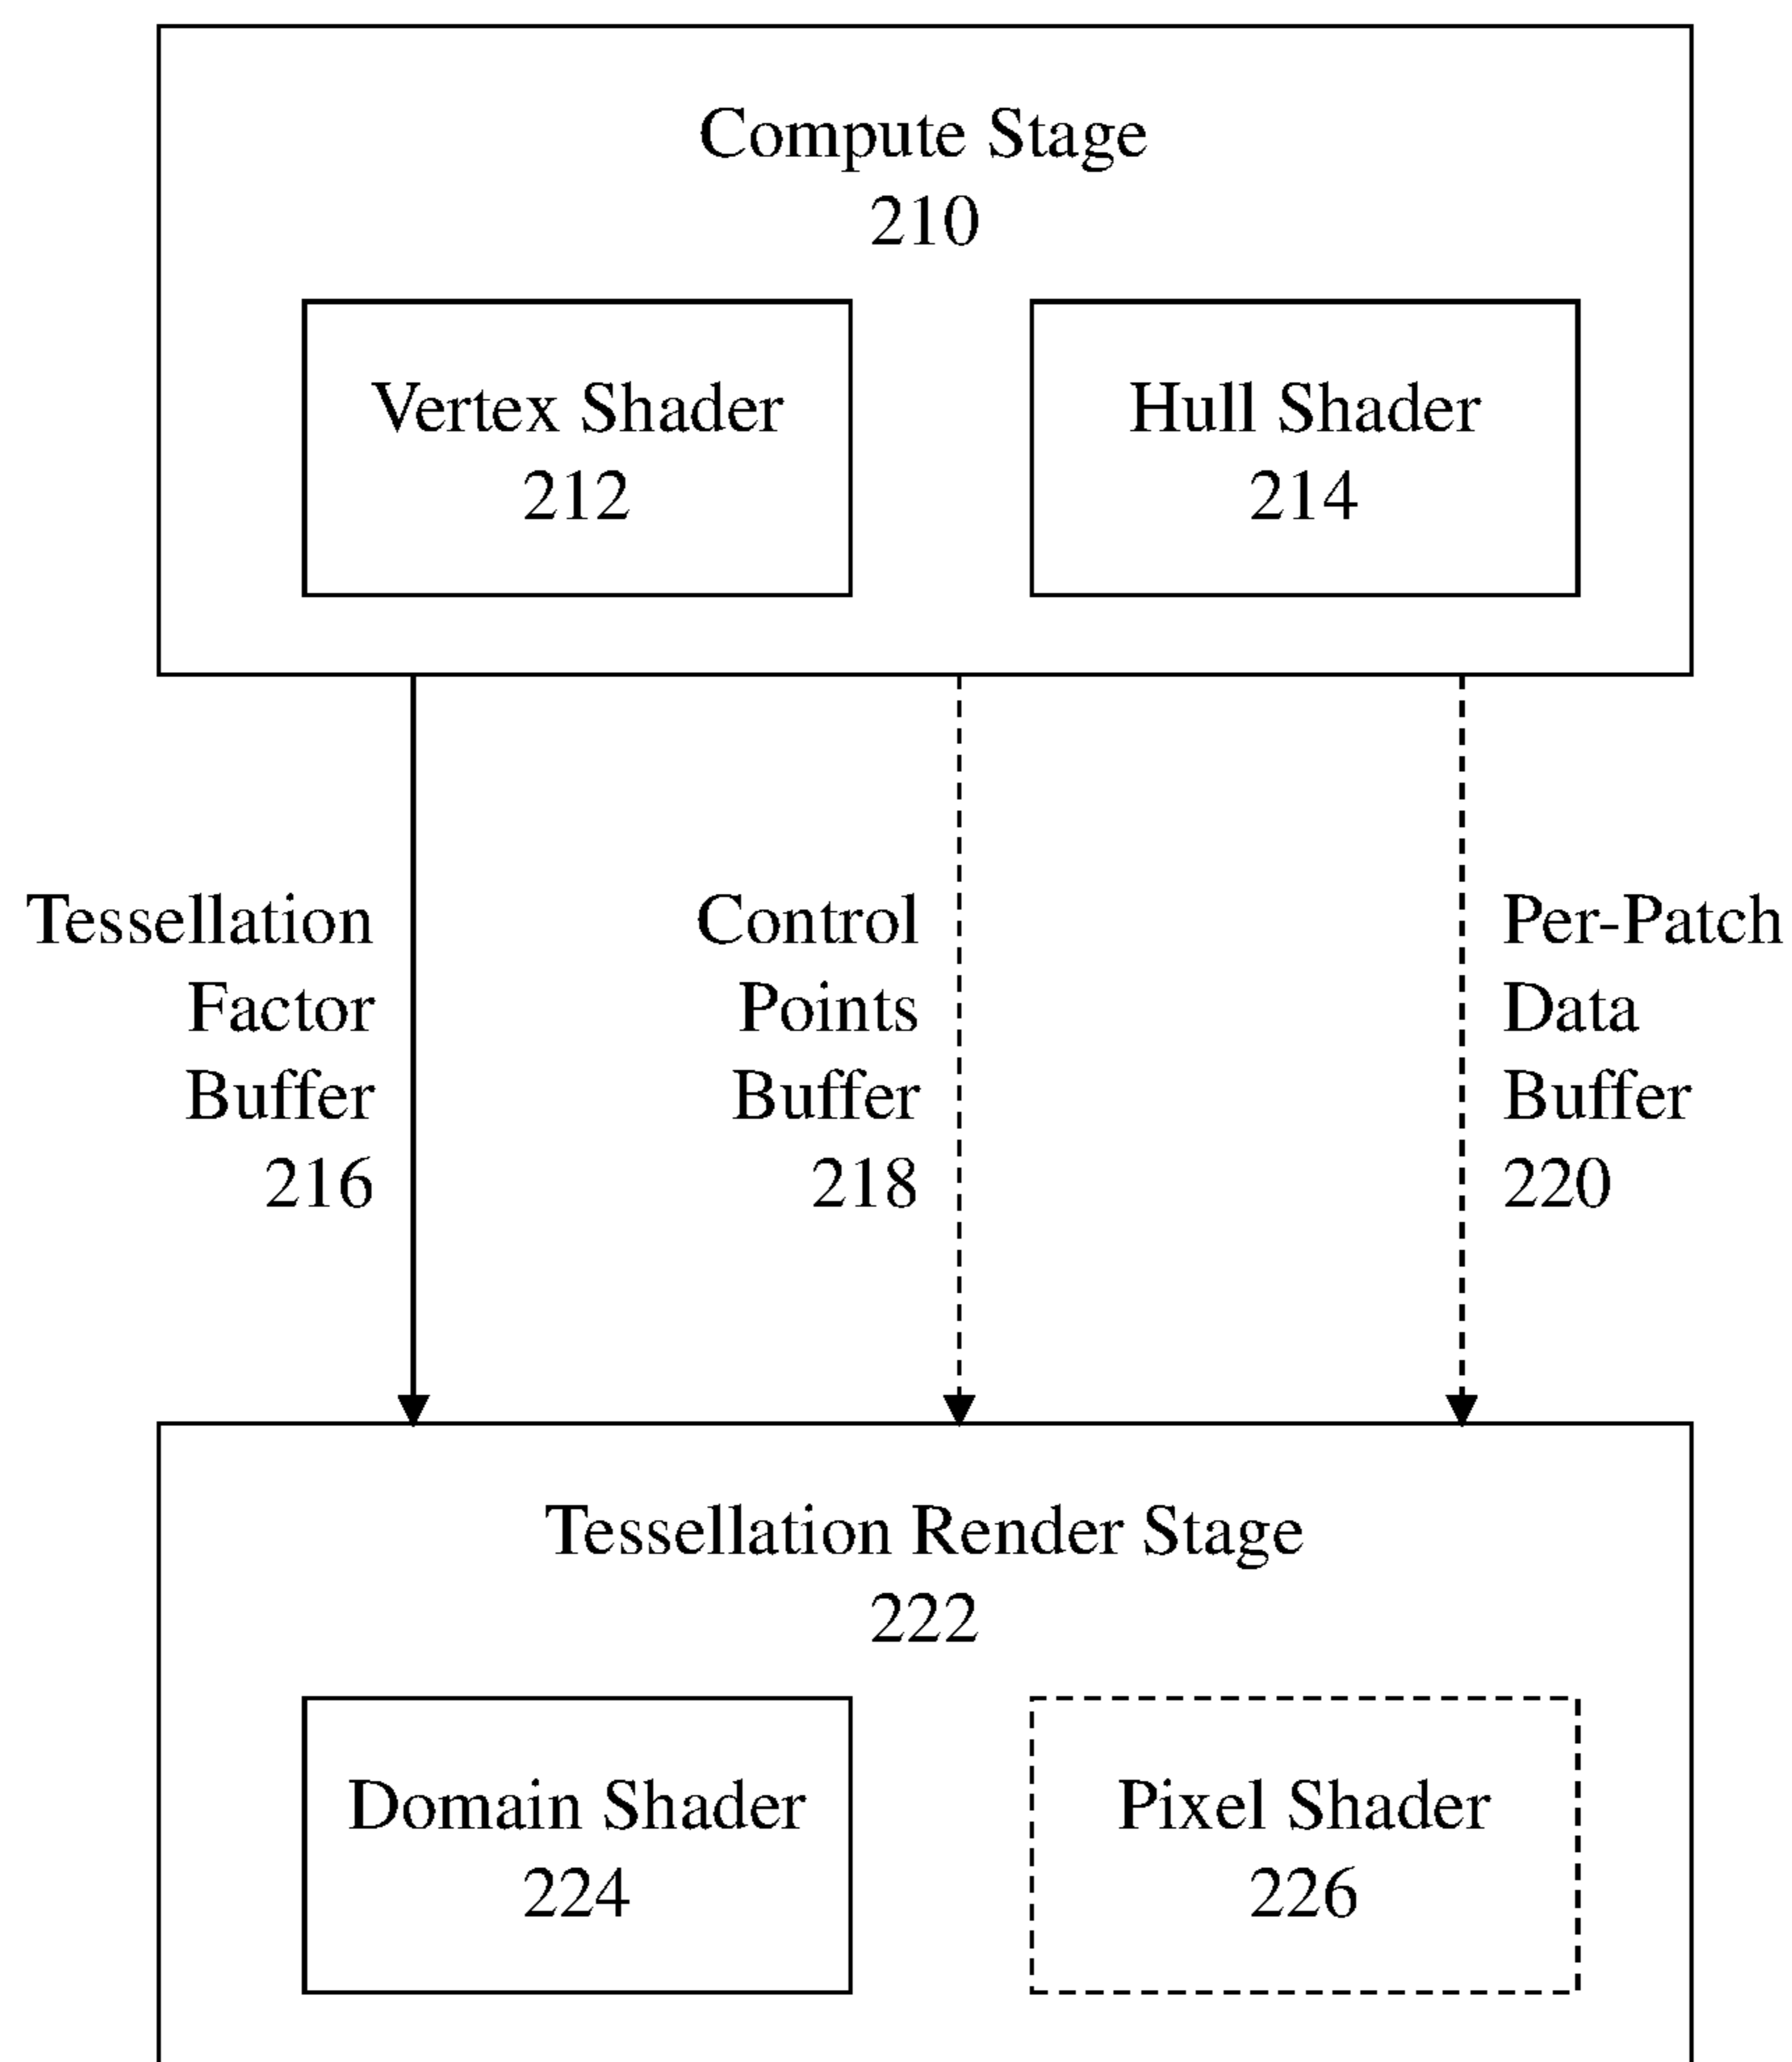 Compute Stage
210
Vertex Shader
212
Hull Shader
214
Tessellation
Factor
Buffer
216
Control
Points
Buffer
218
Per-Patch
Data
Buffer
220
Tessellation Render Stage
222
Domain Shader
224
Pixel Shader
226